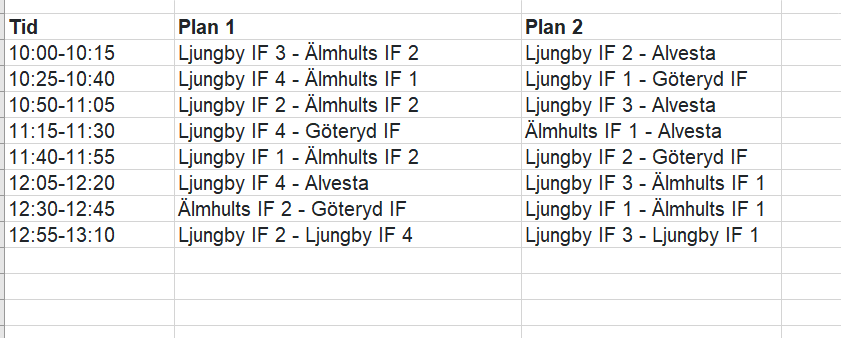 Tid Plan 1 Plan 2
10:00-10:15 Ljungby IF 3 - Älmhults IF 2 Ljungby IF 2 - Alvesta
10:25-10:40 Ljungby IF 4 - Älmhults IF 1 Ljungby IF 1 - Göteryd IF
10:50-11:05 Ljungby IF 2 - Älmhults IF 2 Ljungby IF 3 - Alvesta
11:15-11:30 Ljungby IF 4 - Göteryd IF Älmhults IF 1 - Alvesta
11:40-11:55 Ljungby IF 1 - Älmhults IF 2 Ljungby IF 2 - Göteryd IF
12:05-12:20 Ljungby IF 4 - Alvesta Ljungby IF 3 - Älmhults IF 1
12:30-12:45 Älmhults IF 2 - Göteryd IF Ljungby IF 1 - Älmhults IF 1
12:55-13:10 Ljungby IF 2 - Ljungby IF 4 Ljungby IF 3 - Ljungby IF 1